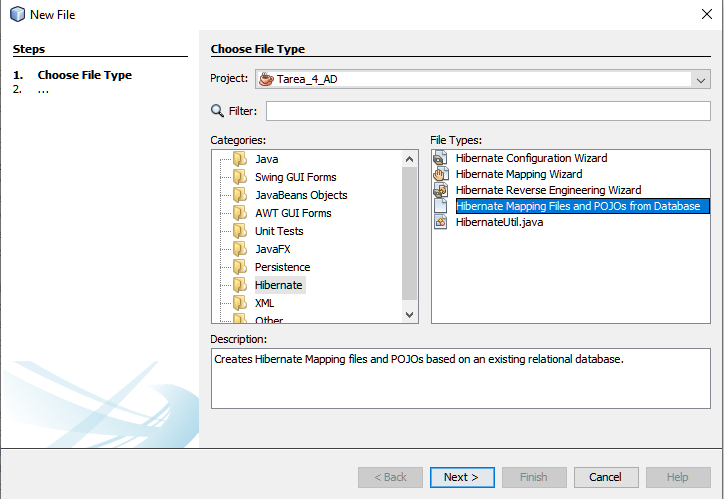 New File
Steps
1. Choose File Type
2. ...
Choose File Type
Project: Tarea_4_AD
Filter:
Categories:
Java
Swing GUI Forms
JavaBeans Objects
AWT GUI Forms
Unit Tests
JavaFX
Persistence
Hibernate
XML
Other
File Types:
Hibernate Configuration Wizard
Hibernate Mapping Wizard
Hibernate Reverse Engineering Wizard
Hibernate Mapping Files and POJOs from Database
HibernateUtil.java
Description:
Creates Hibernate Mapping files and POJOs based on an existing relational database.
< Back Next > Finish Cancel Help